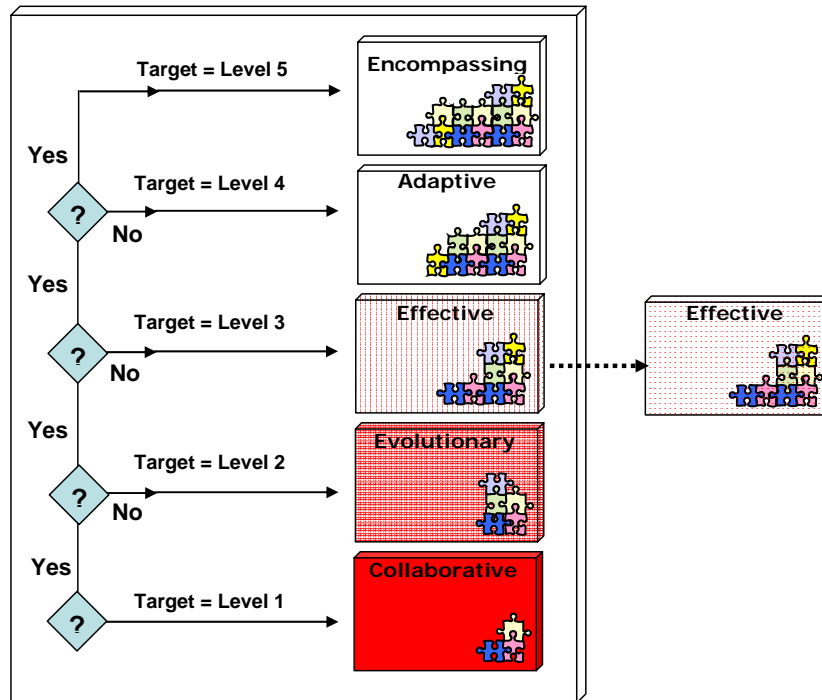 Target = Level 5
Encompassing
Yes
Target = Level 4
Adaptive
?
No
Yes
Target = Level 3
Effective
Effective
?
No
Yes
Target = Level 2
Evolutionary
?
No
Yes
Target = Level 1
Collaborative
?